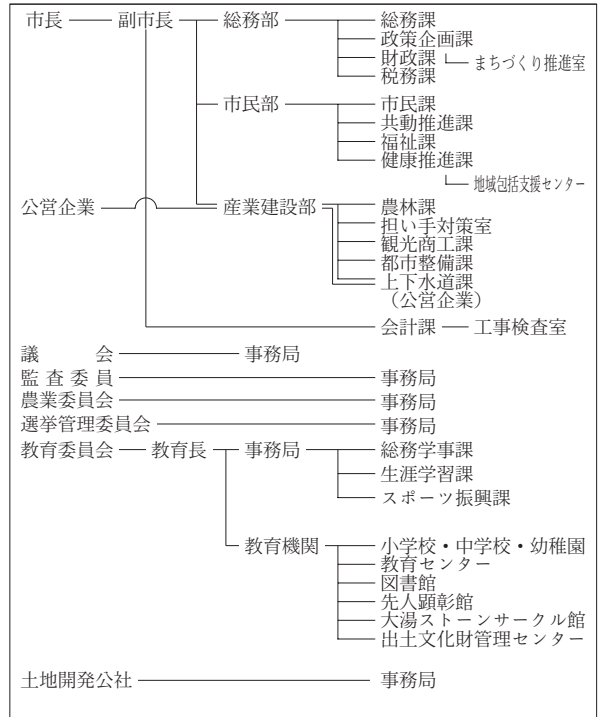 市長 副市長 総務部 総務課
政策企画課
財政課 まちづくり推進室
税務課
市民部 市民課
共動推進課
福祉課
健康推進課
地域包括支援センター
公営企業 産業建設部 農林課
担い手対策室
観光商工課
都市整備課
上下水道課
（公営企業）
会計課 工事検査室
議会 事務局
監査委員 事務局
農業委員会 事務局
選挙管理委員会 事務局
教育委員会 教育長 事務局 総務学事課
生涯学習課
スポーツ振興課
教育機関 小学校・中学校・幼稚園
教育センター
図書館
先人顕彰館
大湯ストーンサークル館
出土文化財管理センター
土地開発公社 事務局